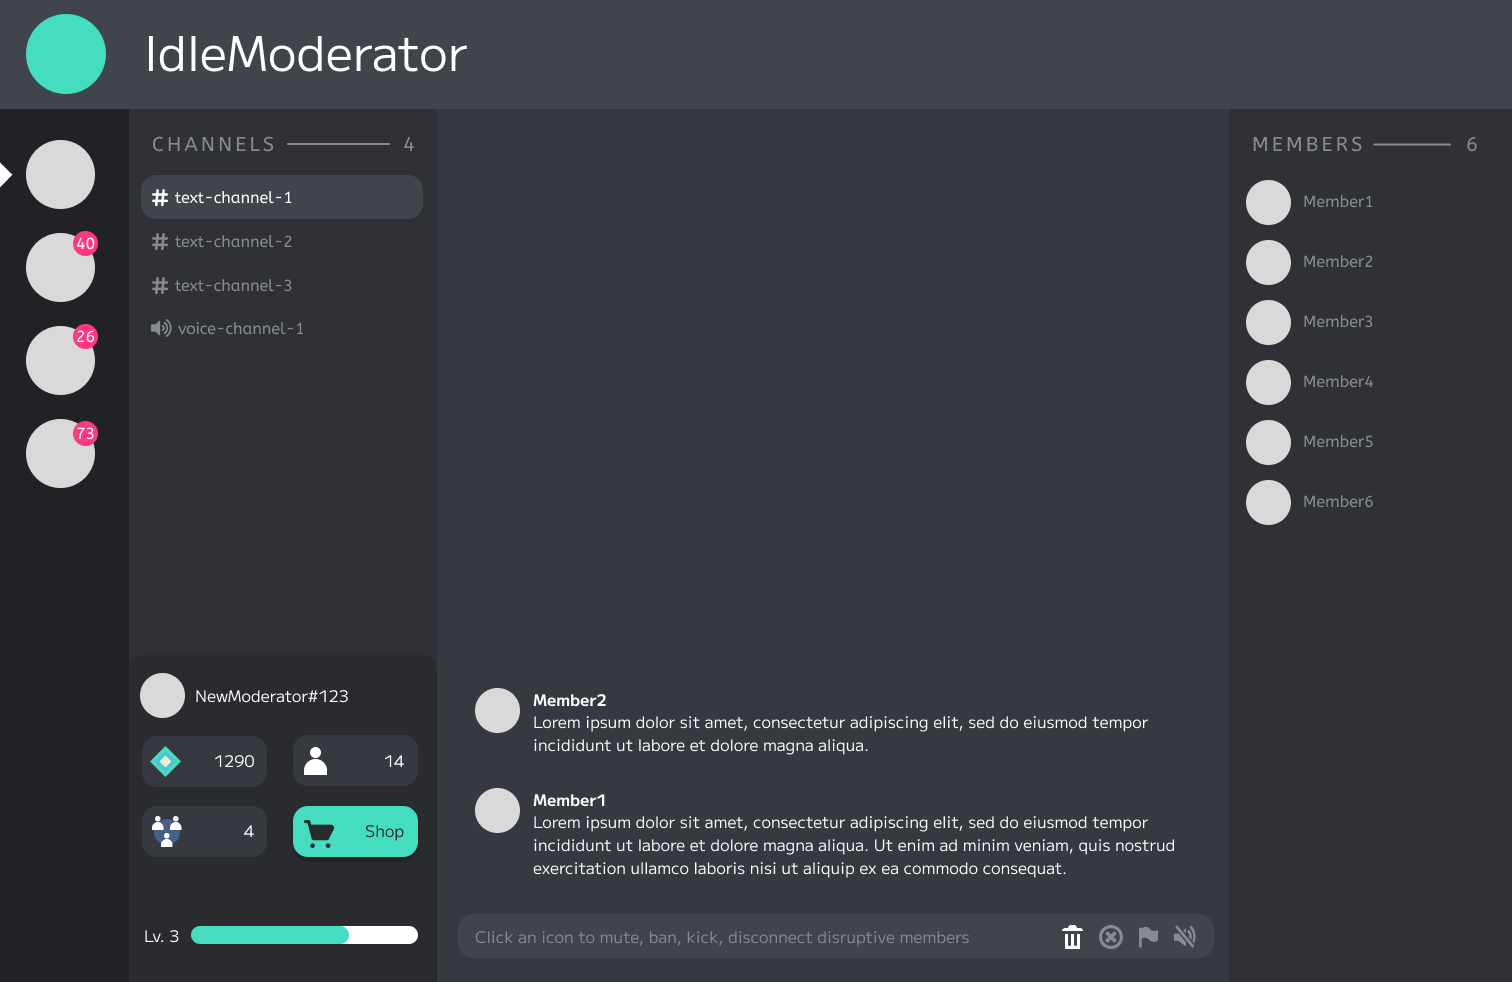 IdleModerator
40
26
73
CHANNELS 4
text-channel-1
text-channel-2
text-channel-3
voice-channel-1
NewModerator#123
1290
14
4
Shop
Lv. 3
Member2
Lorem ipsum dolor sit amet, consectetur adipiscing elit, sed do eiusmod tempor
incididunt ut labore et dolore magna aliqua.
Member1
Lorem ipsum dolor sit amet, consectetur adipiscing elit, sed do eiusmod tempor
incididunt ut labore et dolore magna aliqua. Ut enim ad minim veniam, quis nostrud
exercitation ullamco laboris nisi ut aliquip ex ea commodo consequat.
Click an icon to mute, ban, kick, disconnect disruptive members
MEMBERS 6
Member1
Member2
Member3
Member4
Member5
Member6